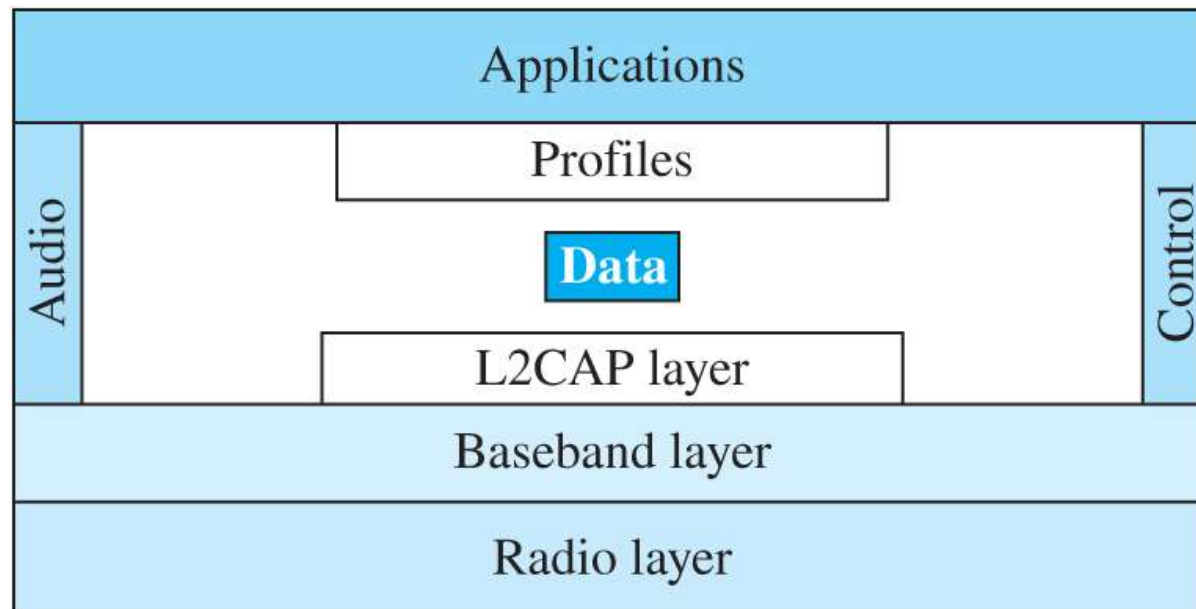 Applications
Profiles
Audio
Data
Control
L2CAP layer
Baseband layer
Radio layer